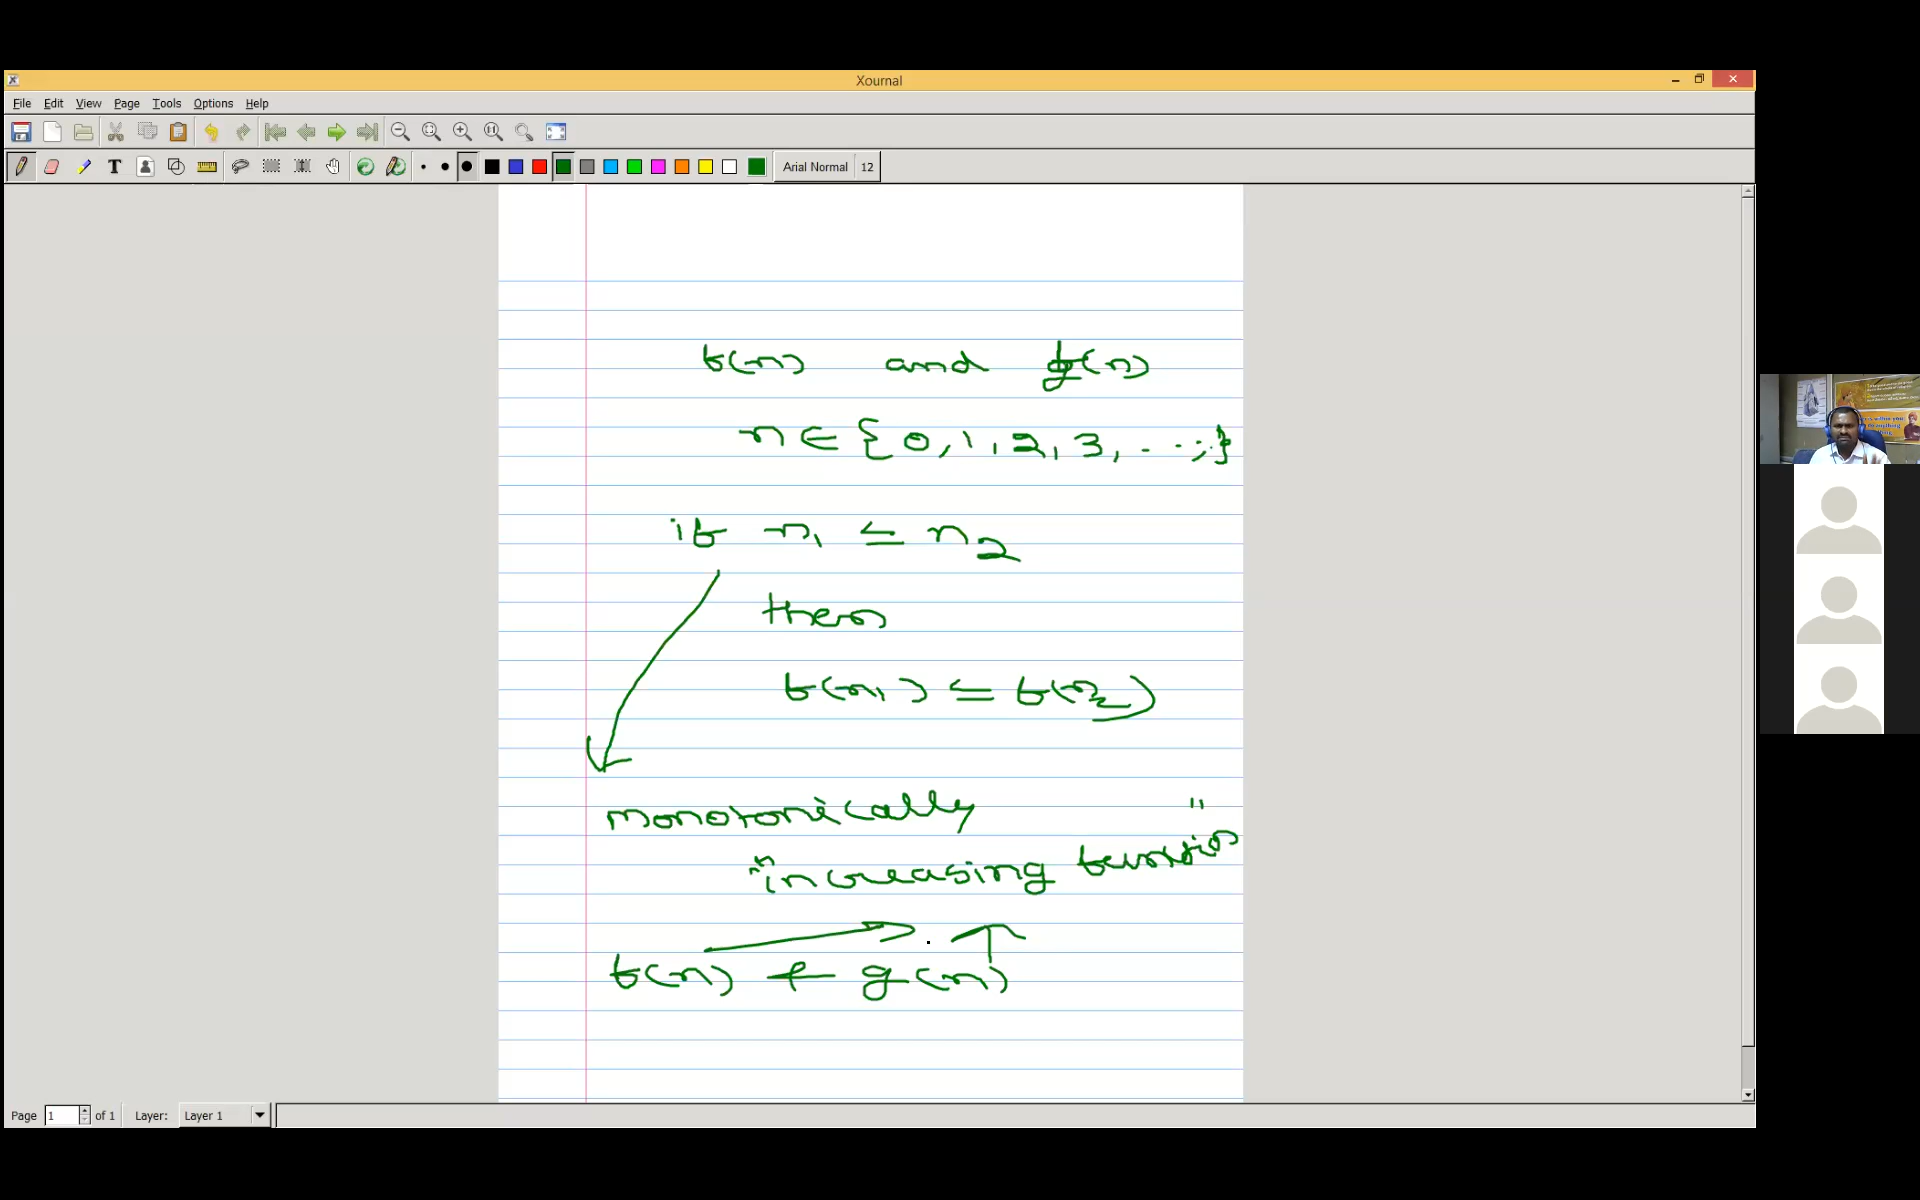 Xournal
File Edit View Page Tools Options Help
Arial Normal 12
f(n) and g(n)
n ∈ {0, 1, 2, 3, ...}
if n₁ ≤ n₂
then
f(n₁) ≤ f(n₂)
monotonically
"increasing function"
f(n) + g(n)
Page 1 of 1 Layer: Layer 1